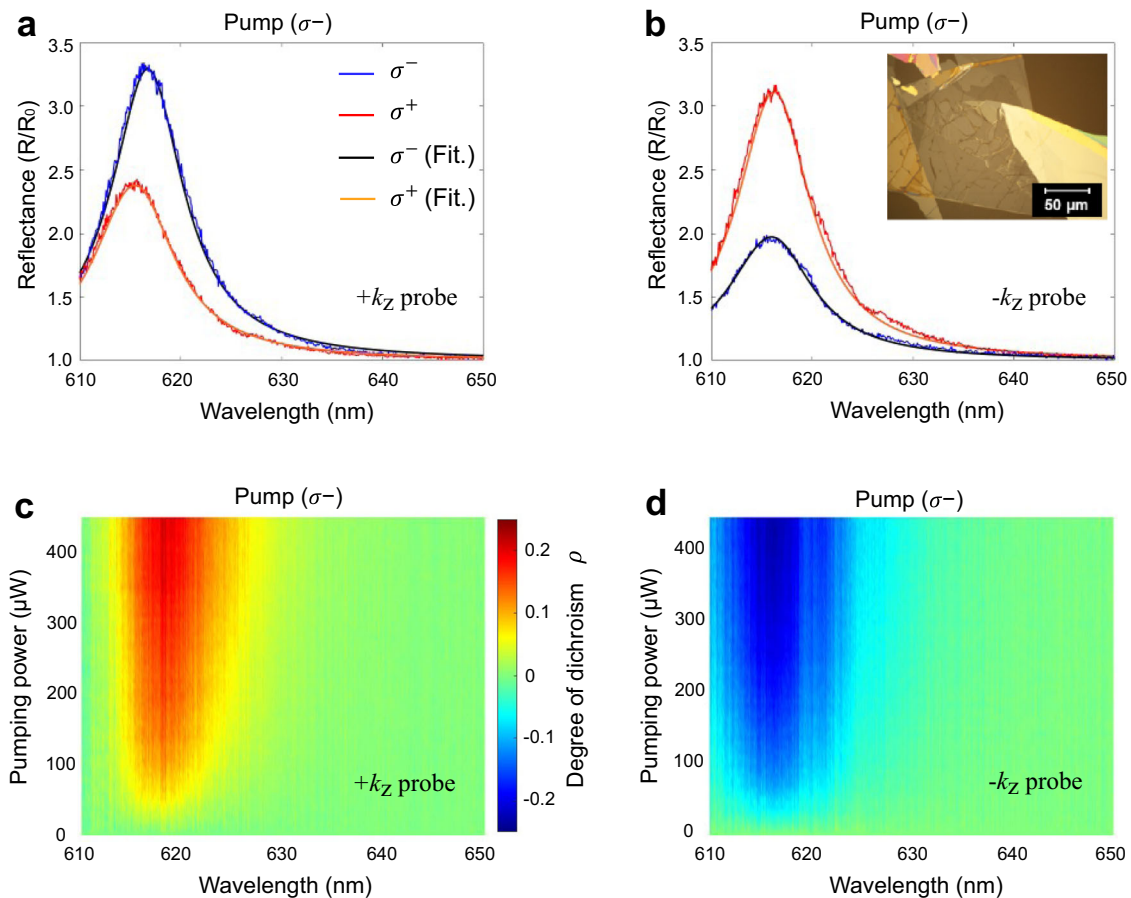 a
Pump (σ−)
Reflectance (R/R₀)
3.5
3.0
2.5
2.0
1.5
1.0
σ⁻
σ⁺
σ⁻ (Fit.)
σ⁺ (Fit.)
+k_z probe
610 620 630 640 650
Wavelength (nm)
b
Pump (σ−)
Reflectance (R/R₀)
3.5
3.0
2.5
2.0
1.5
1.0
50 µm
-k_z probe
610 620 630 640 650
Wavelength (nm)
c
Pump (σ−)
Pumping power (µW)
400
300
200
100
0
+k_z probe
610 620 630 640 650
Wavelength (nm)
0.2
0.1
0
-0.1
-0.2
Degree of dichroism ρ
d
Pump (σ−)
Pumping power (µW)
400
300
200
100
0
-k_z probe
610 620 630 640 650
Wavelength (nm)